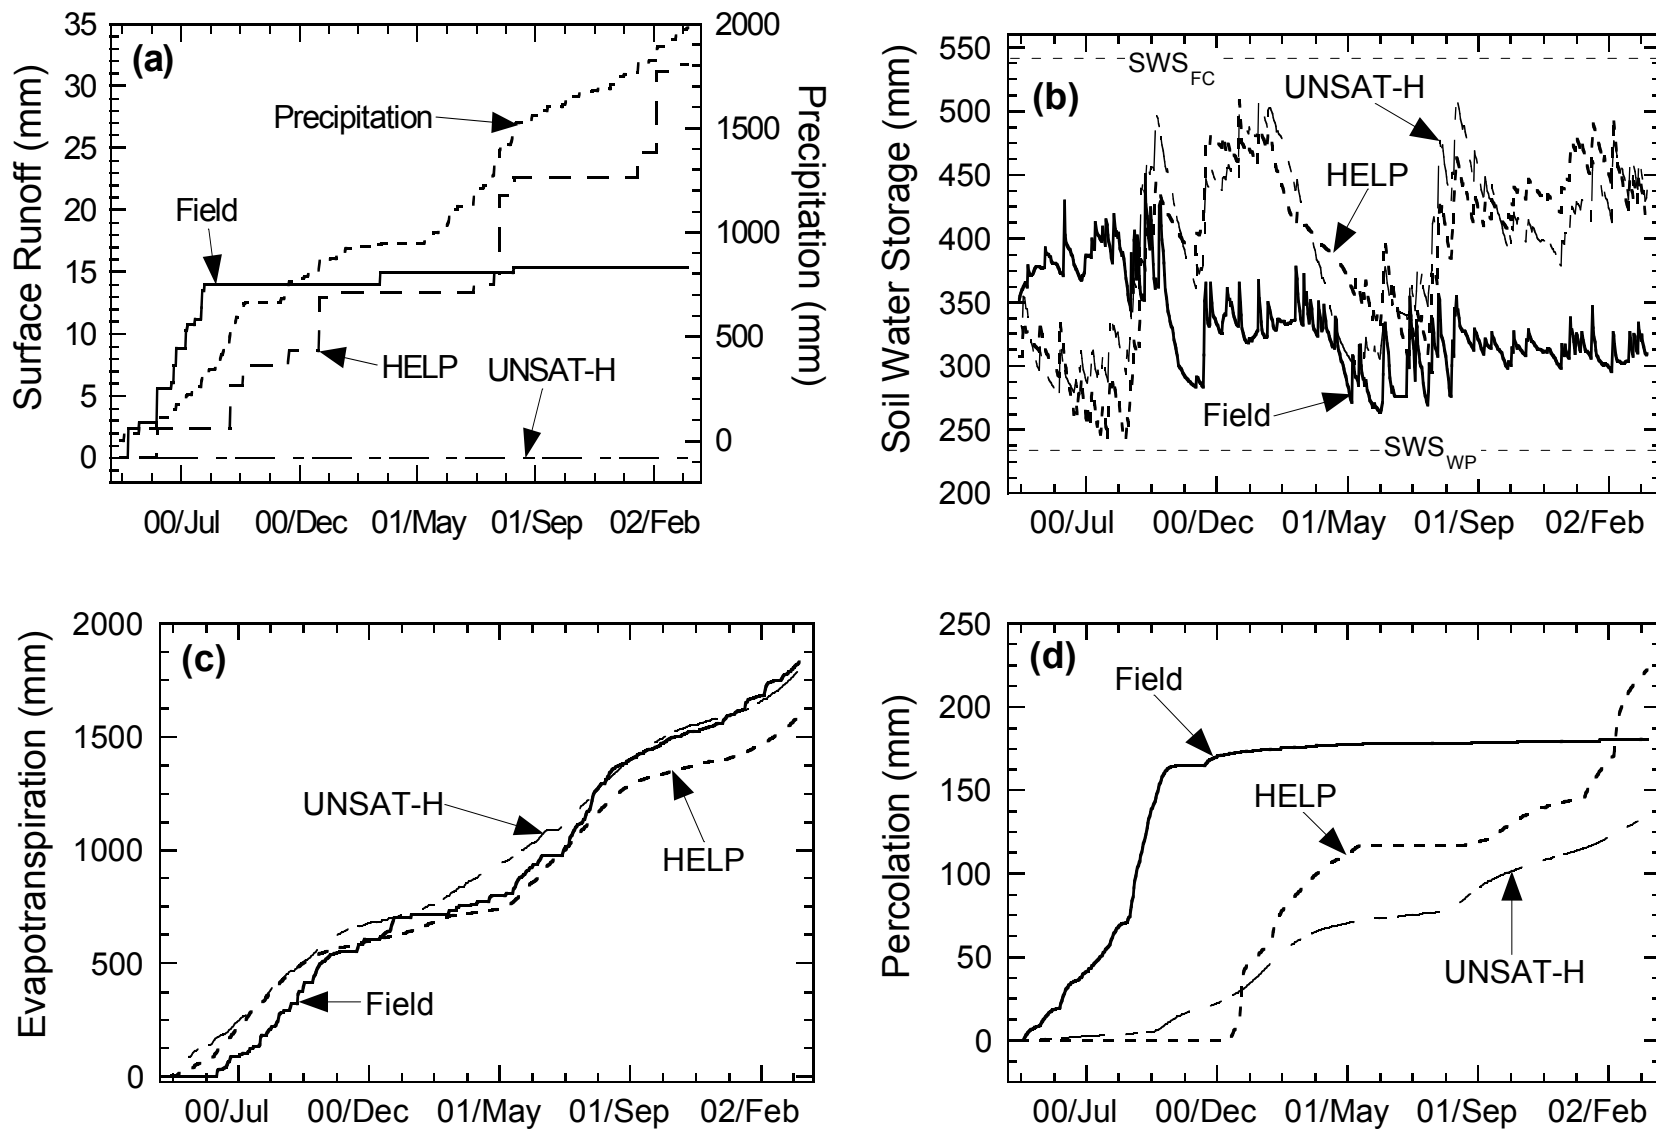 (a)
Surface Runoff (mm)
35
30
25
20
15
10
5
0
Precipitation (mm)
2000
1500
1000
500
0
Precipitation
Field
HELP
UNSAT-H
00/Jul 00/Dec 01/May 01/Sep 02/Feb
(b)
Soil Water Storage (mm)
550
500
450
400
350
300
250
200
SWS FC
UNSAT-H
HELP
Field
SWS WP
00/Jul 00/Dec 01/May 01/Sep 02/Feb
(c)
Evapotranspiration (mm)
2000
1500
1000
500
0
UNSAT-H
HELP
Field
00/Jul 00/Dec 01/May 01/Sep 02/Feb
(d)
Percolation (mm)
250
200
150
100
50
0
Field
HELP
UNSAT-H
00/Jul 00/Dec 01/May 01/Sep 02/Feb